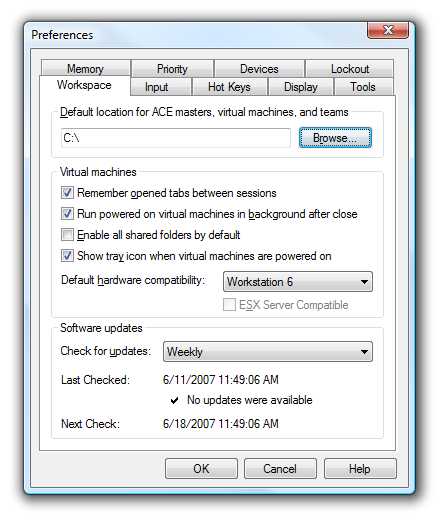 Preferences
Memory Priority Devices Lockout
Workspace Input Hot Keys Display Tools
Default location for ACE masters, virtual machines, and teams
C:\ Browse...
Virtual machines
Remember opened tabs between sessions
Run powered on virtual machines in background after close
Enable all shared folders by default
Show tray icon when virtual machines are powered on
Default hardware compatibility: Workstation 6
ESX Server Compatible
Software updates
Check for updates: Weekly
Last Checked: 6/11/2007 11:49:06 AM
No updates were available
Next Check: 6/18/2007 11:49:06 AM
OK Cancel Help